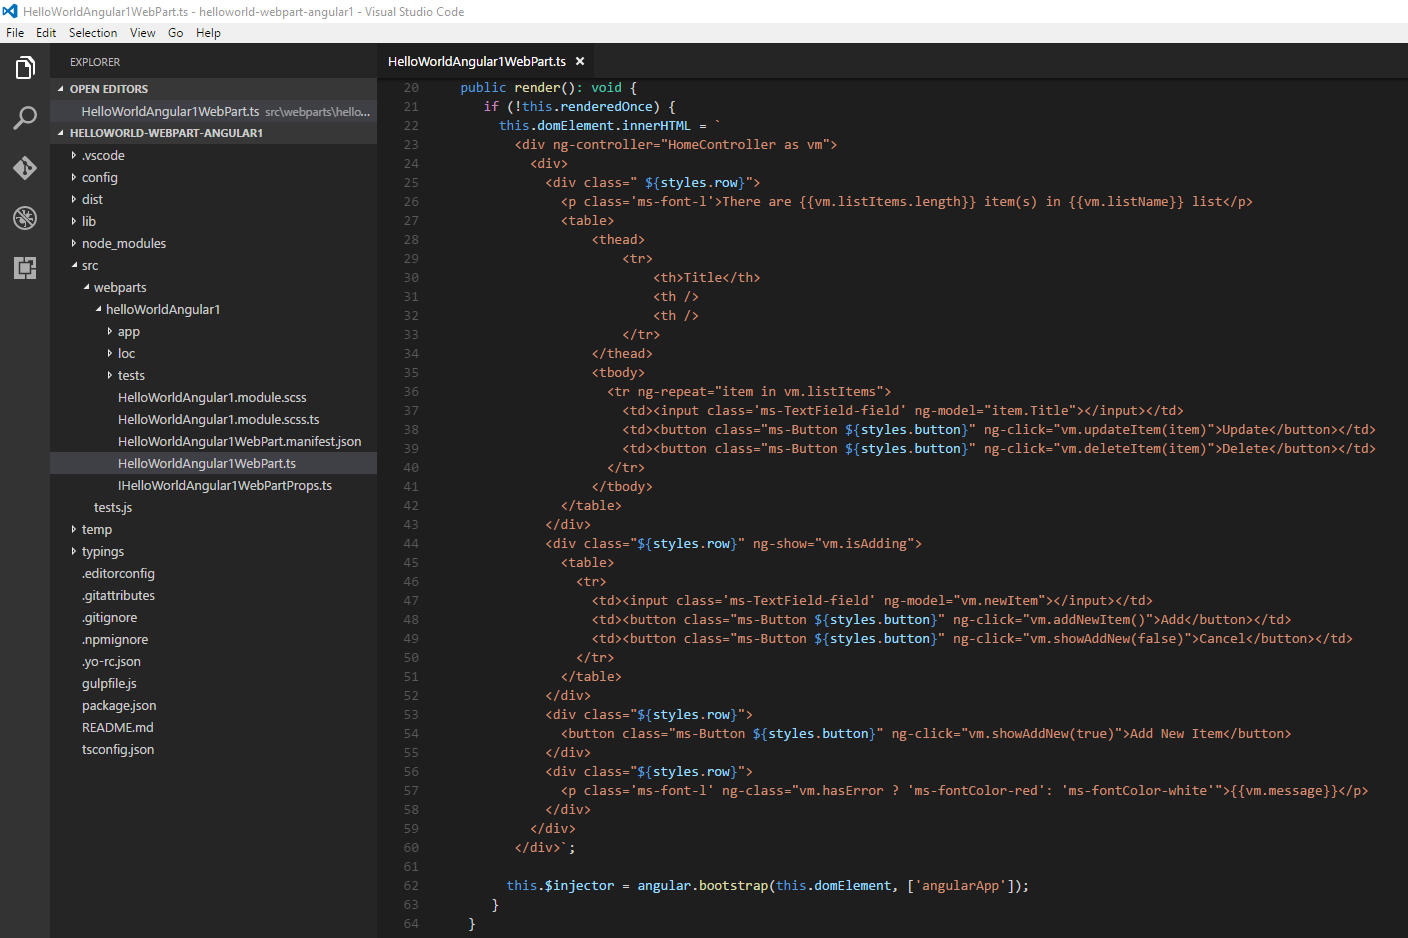 HelloWorldAngular1WebPart.ts - helloworld-webpart-angular1 - Visual Studio Code
File Edit Selection View Go Help
EXPLORER
OPEN EDITORS
HelloWorldAngular1WebPart.ts src\webparts\hello...
HELLOWORLD-WEBPART-ANGULAR1
.vscode
config
dist
lib
node_modules
src
webparts
helloWorldAngular1
app
loc
tests
HelloWorldAngular1.module.scss
HelloWorldAngular1.module.scss.ts
HelloWorldAngular1WebPart.manifest.json
HelloWorldAngular1WebPart.ts
IHelloWorldAngular1WebPartProps.ts
tests.js
temp
typings
.editorconfig
.gitattributes
.gitignore
.npmignore
.yo-rc.json
gulpfile.js
package.json
README.md
tsconfig.json
HelloWorldAngular1WebPart.ts ×
20 public render(): void {
21 if (!this.renderedOnce) {
22 this.domElement.innerHTML = `
23 <div ng-controller="HomeController as vm">
24 <div>
25 <div class=" ${styles.row}">
26 <p class='ms-font-l'>There are {{vm.listItems.length}} item(s) in {{vm.listName}} list</p>
27 <table>
28 <thead>
29 <tr>
30 <th>Title</th>
31 <th />
32 <th />
33 </tr>
34 </thead>
35 <tbody>
36 <tr ng-repeat="item in vm.listItems">
37 <td><input class='ms-TextField-field' ng-model="item.Title"></input></td>
38 <td><button class="ms-Button ${styles.button}" ng-click="vm.updateItem(item)">Update</button></td>
39 <td><button class="ms-Button ${styles.button}" ng-click="vm.deleteItem(item)">Delete</button></td>
40 </tr>
41 </tbody>
42 </table>
43 </div>
44 <div class="${styles.row}" ng-show="vm.isAdding">
45 <table>
46 <tr>
47 <td><input class='ms-TextField-field' ng-model="vm.newItem"></input></td>
48 <td><button class="ms-Button ${styles.button}" ng-click="vm.addNewItem()">Add</button></td>
49 <td><button class="ms-Button ${styles.button}" ng-click="vm.showAddNew(false)">Cancel</button></td>
50 </tr>
51 </table>
52 </div>
53 <div class="${styles.row}">
54 <button class="ms-Button ${styles.button}" ng-click="vm.showAddNew(true)">Add New Item</button>
55 </div>
56 <div class="${styles.row}">
57 <p class='ms-font-l' ng-class="vm.hasError ? 'ms-fontColor-red': 'ms-fontColor-white'">{{vm.message}}</p>
58 </div>
59 </div>
60 </div>`;
61
62 this.$injector = angular.bootstrap(this.domElement, ['angularApp']);
63 }
64 }